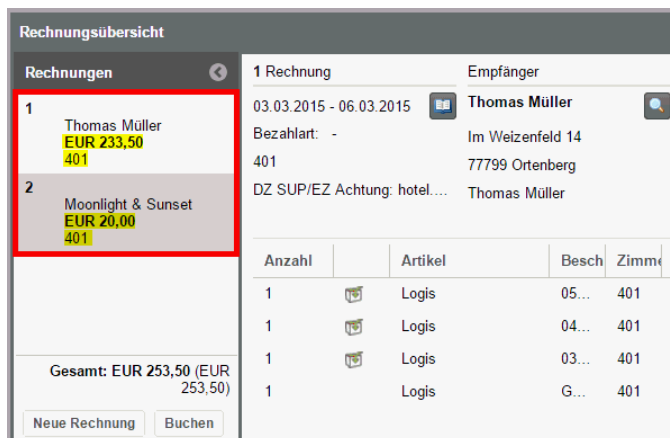 Rechnungsübersicht
Rechnungen
1
Thomas Müller
EUR 233,50
401
2
Moonlight & Sunset
EUR 20,00
401
Gesamt: EUR 253,50 (EUR
253,50)
Neue Rechnung Buchen
1 Rechnung
03.03.2015 - 06.03.2015
Bezahlart: -
401
DZ SUP/EZ Achtung: hotel....
Empfänger
Thomas Müller
Im Weizenfeld 14
77799 Ortenberg
Thomas Müller
Anzahl Artikel Besch Zimme
1 Logis 05... 401
1 Logis 04... 401
1 Logis 03... 401
1 Logis G... 401